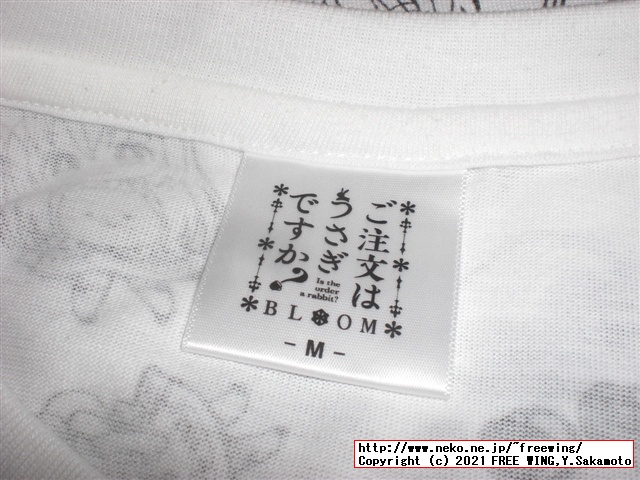 ご注文は
うさぎ
ですか?
Is the
order
a rabbit?
BLOOM
- M -
http://www.neko.ne.jp/~freewing/
Copyright (c) 2021 FREE WING,Y.Sakamoto